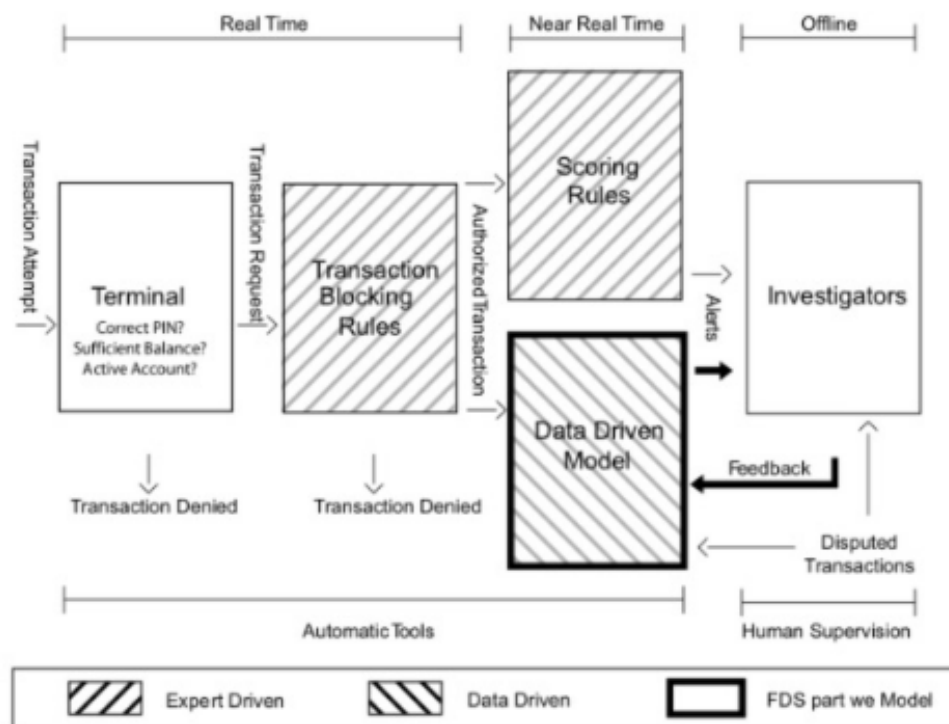 Real Time
Near Real Time
Offline
Transaction Attempt
Terminal
Correct PIN?
Sufficient Balance?
Active Account?
Transaction Denied
Transaction Request
Transaction
Blocking
Rules
Transaction Denied
Authorized Transaction
Scoring
Rules
Data Driven
Model
Alerts
Investigators
Feedback
Disputed
Transactions
Automatic Tools
Human Supervision
Expert Driven
Data Driven
FDS part we Model